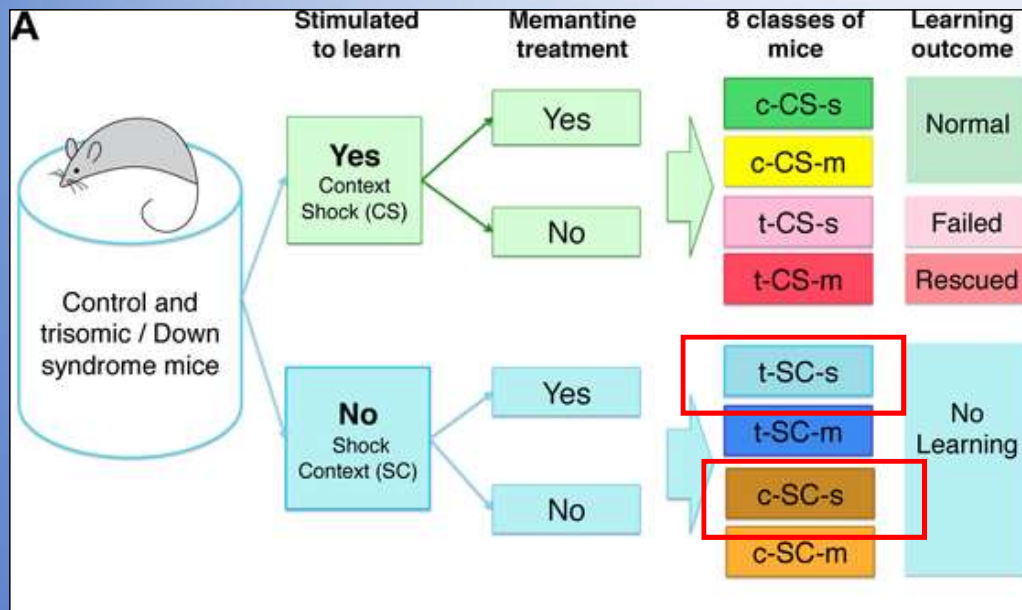 A
Stimulated
to learn
Memantine
treatment
8 classes of
mice
Learning
outcome
Control and
trisomic / Down
syndrome mice
Yes
Context
Shock (CS)
Yes
No
c-CS-s
c-CS-m
t-CS-s
t-CS-m
Normal
Failed
Rescued
No
Shock
Context (SC)
Yes
No
t-SC-s
t-SC-m
c-SC-s
c-SC-m
No
Learning